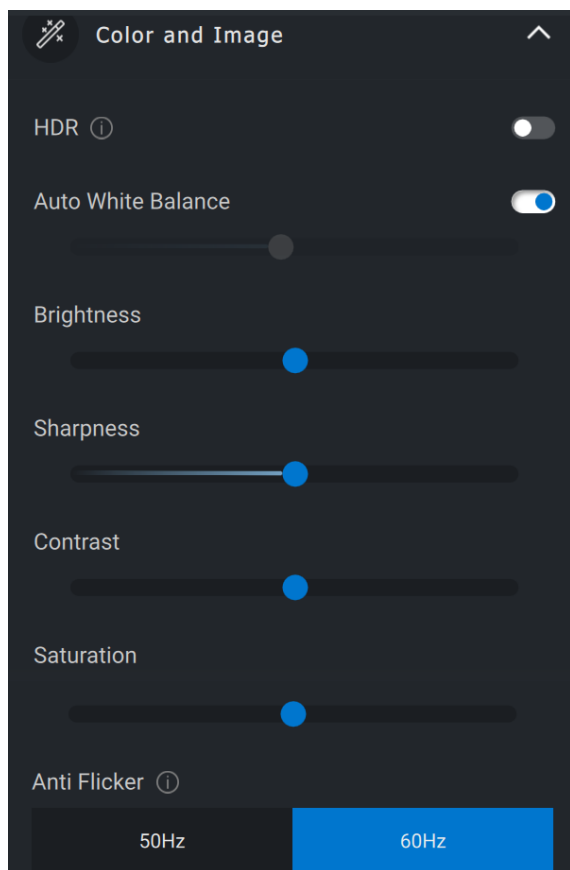 Color and Image
HDR
Auto White Balance
Brightness
Sharpness
Contrast
Saturation
Anti Flicker
50Hz 60Hz